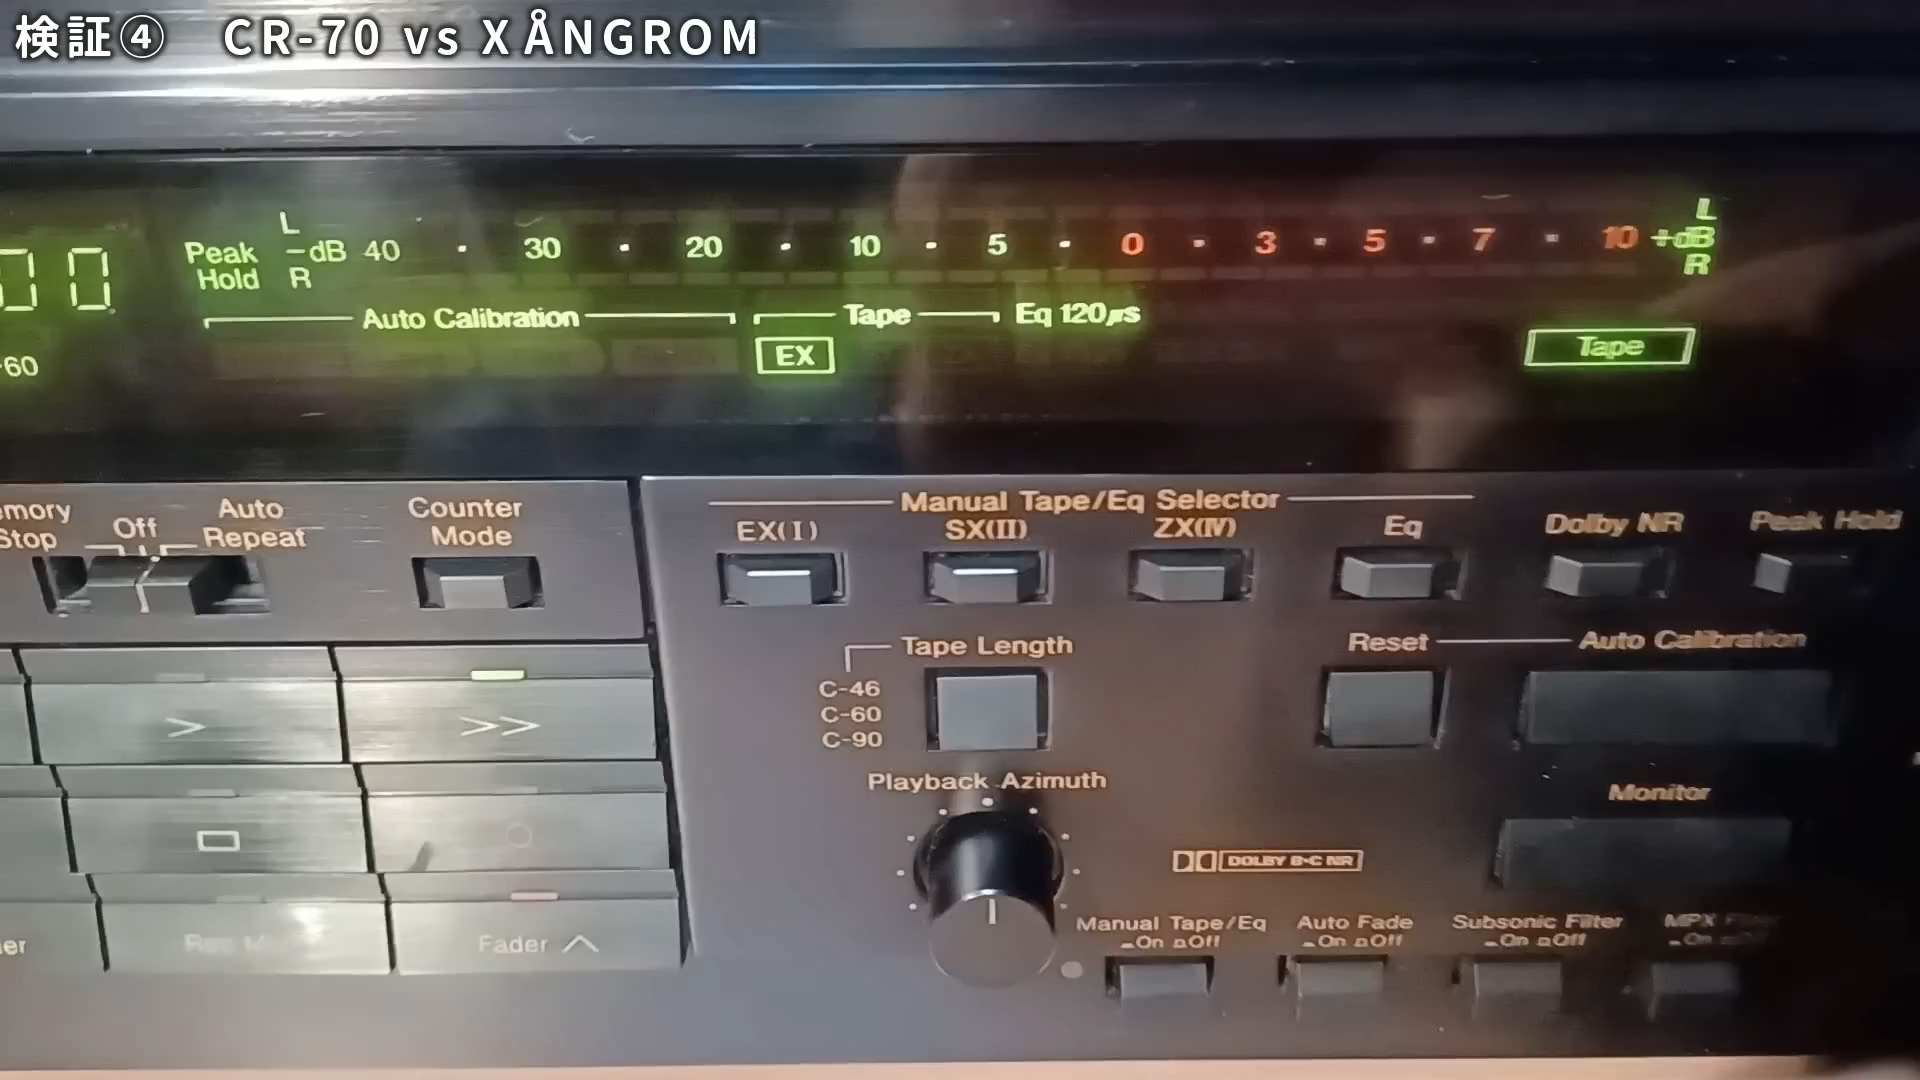 検証④ CR-70 vs XÅNGROM
00
Peak Hold
L
-dB 40 · 30 · 20 · 10 · 5 · 0 · 3 · 5 · 7 · 10 +dB
R
L
R
Auto Calibration
Tape
Eq 120μs
EX
Tape
60
Stop
Off
Auto Repeat
Counter Mode
Manual Tape/Eq Selector
EX(I)
SX(II)
ZX(IV)
Eq
Dolby NR
Peak Hold
Tape Length
C-46
C-60
C-90
Reset
Auto Calibration
Playback Azimuth
Monitor
DOLBY B-C NR
Manual Tape/Eq
On Off
Auto Fade
On Off
Subsonic Filter
On Off
MPX
On
Fader